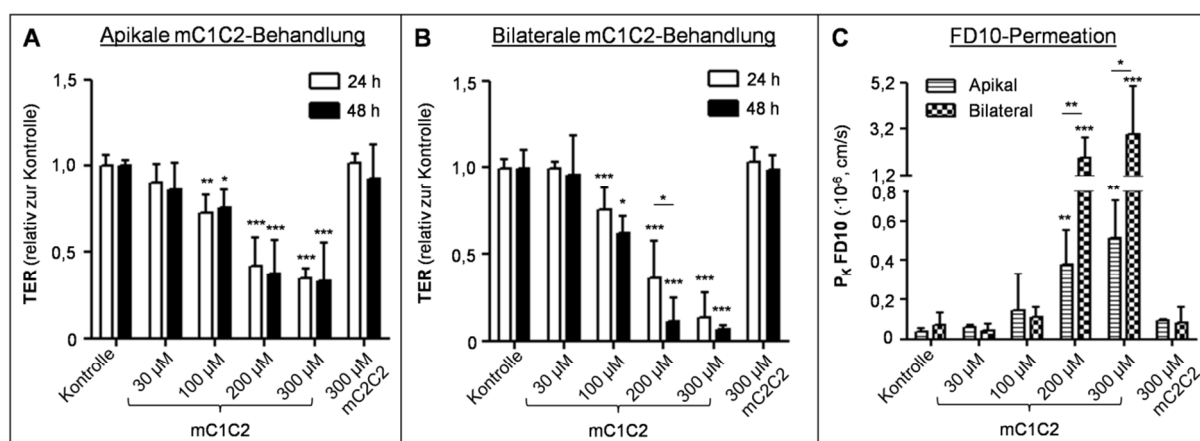 A Apikale mC1C2-Behandlung
TER (relativ zur Kontrolle)
1,5
1,0
0,5
0
24 h
48 h
** *
*** ***
*** ***
Kontrolle
30 µM
100 µM
200 µM
300 µM
300 µM
mC2C2
mC1C2
B Bilaterale mC1C2-Behandlung
TER (relativ zur Kontrolle)
1,5
1,0
0,5
0
24 h
48 h
*** *
*
*** ***
*** ***
Kontrolle
30 µM
100 µM
200 µM
300 µM
300 µM
mC2C2
mC1C2
C FD10-Permeation
PK FD10 (·10-6, cm/s)
5,2
3,2
1,2
0,8
0,6
0,4
0,2
0
Apikal
Bilateral
**
** ***
*
** ***
Kontrolle
30 µM
100 µM
200 µM
300 µM
300 µM
mC2C2
mC1C2